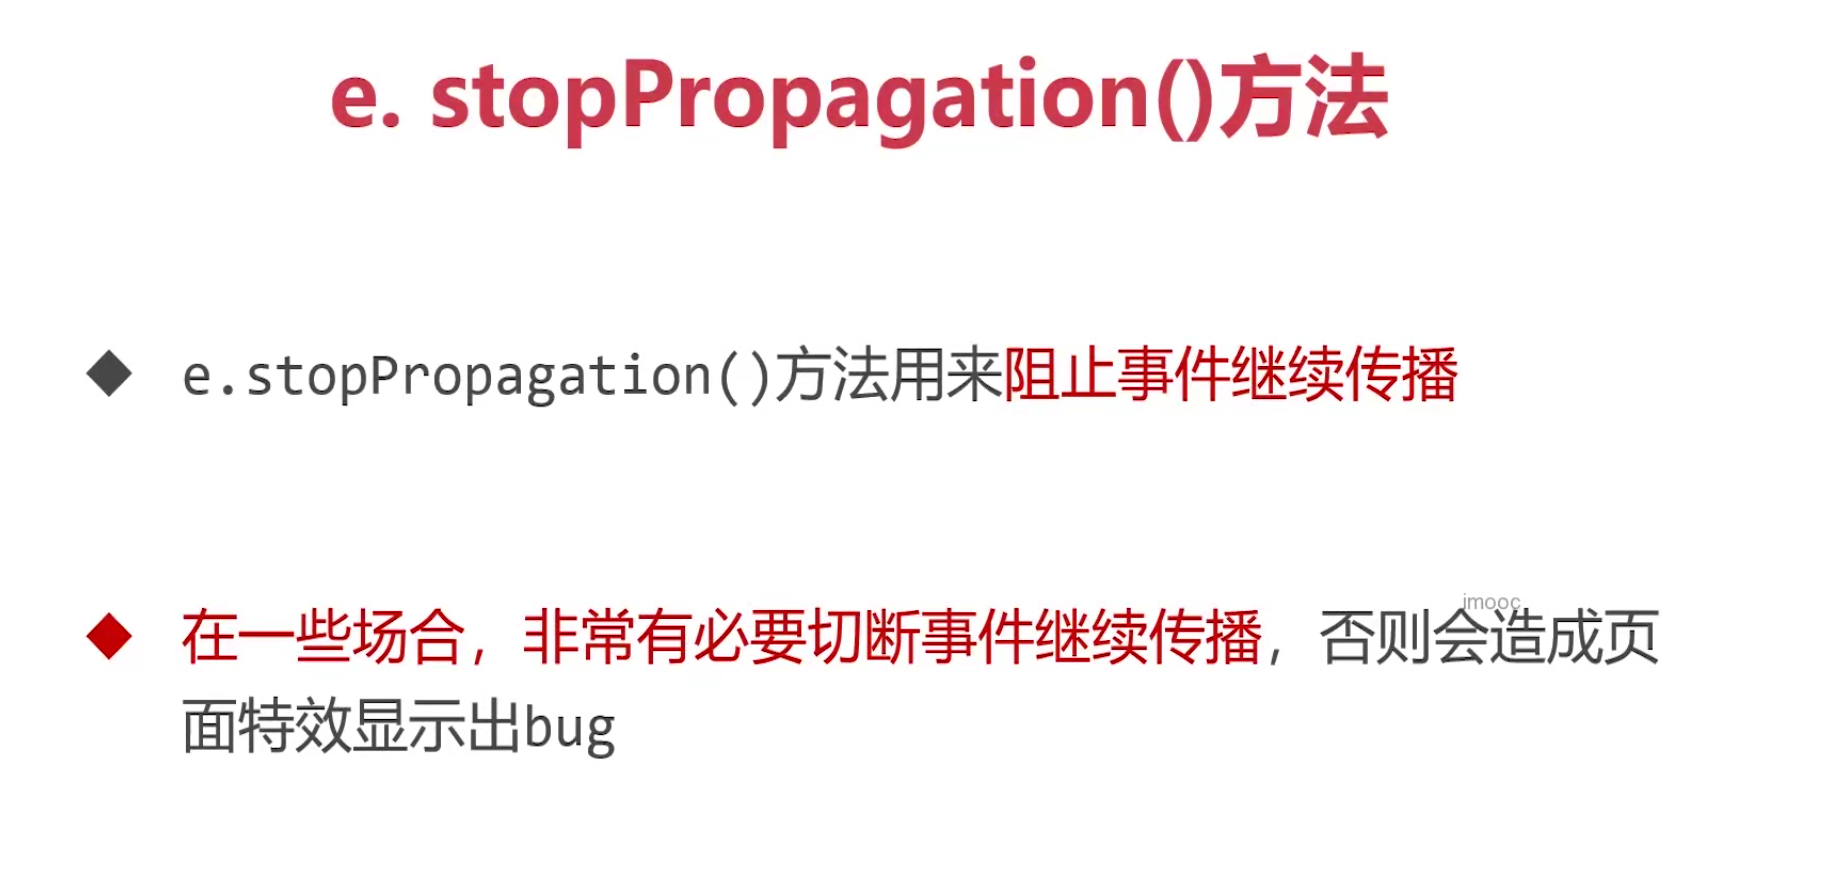 e. stopPropagation()方法
e.stopPropagation()方法用来阻止事件继续传播
imooc
在一些场合，非常有必要切断事件继续传播，否则会造成页
面特效显示出bug